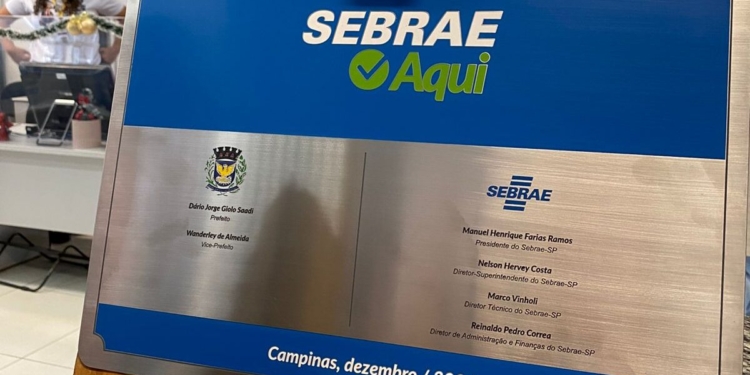 SEBRAE
Aqui
Dário Jorge Giolo Saadi
Prefeito
Wanderley de Almeida
Vice-Prefeito
SEBRAE
Manuel Henrique Farias Ramos
Presidente do Sebrae-SP
Nelson Hervey Costa
Diretor-Superintendente do Sebrae-SP
Marco Vinholi
Diretor Técnico do Sebrae-SP
Reinaldo Pedro Correa
Diretor de Administração e Finanças do Sebrae-SP
Campinas, dezembro